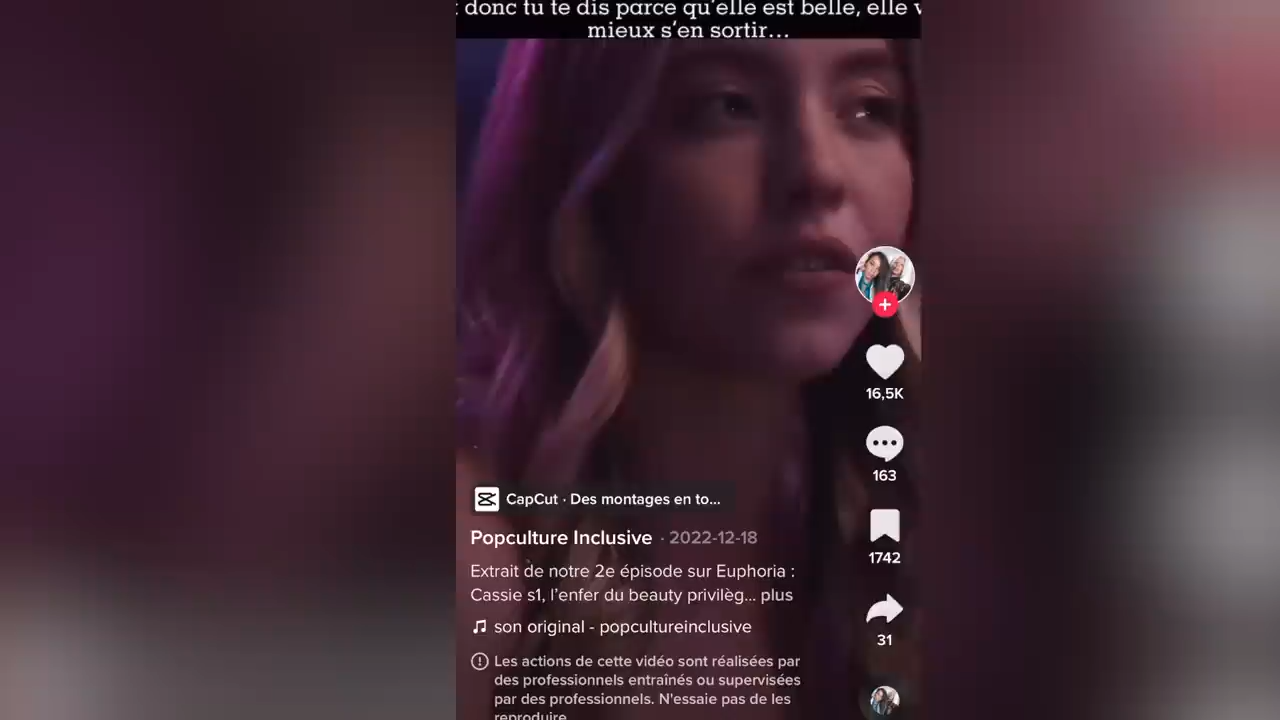 donc tu te dis parce qu'elle est belle, elle
mieux s'en sortir...
16,5K
163
1742
31
CapCut · Des montages en to...
Popculture Inclusive · 2022-12-18
Extrait de notre 2e épisode sur Euphoria :
Cassie s1, l'enfer du beauty privilèg... plus
son original - popcultureinclusive
Les actions de cette vidéo sont réalisées par
des professionnels entraînés ou supervisées
par des professionnels. N'essaie pas de les
reproduire.